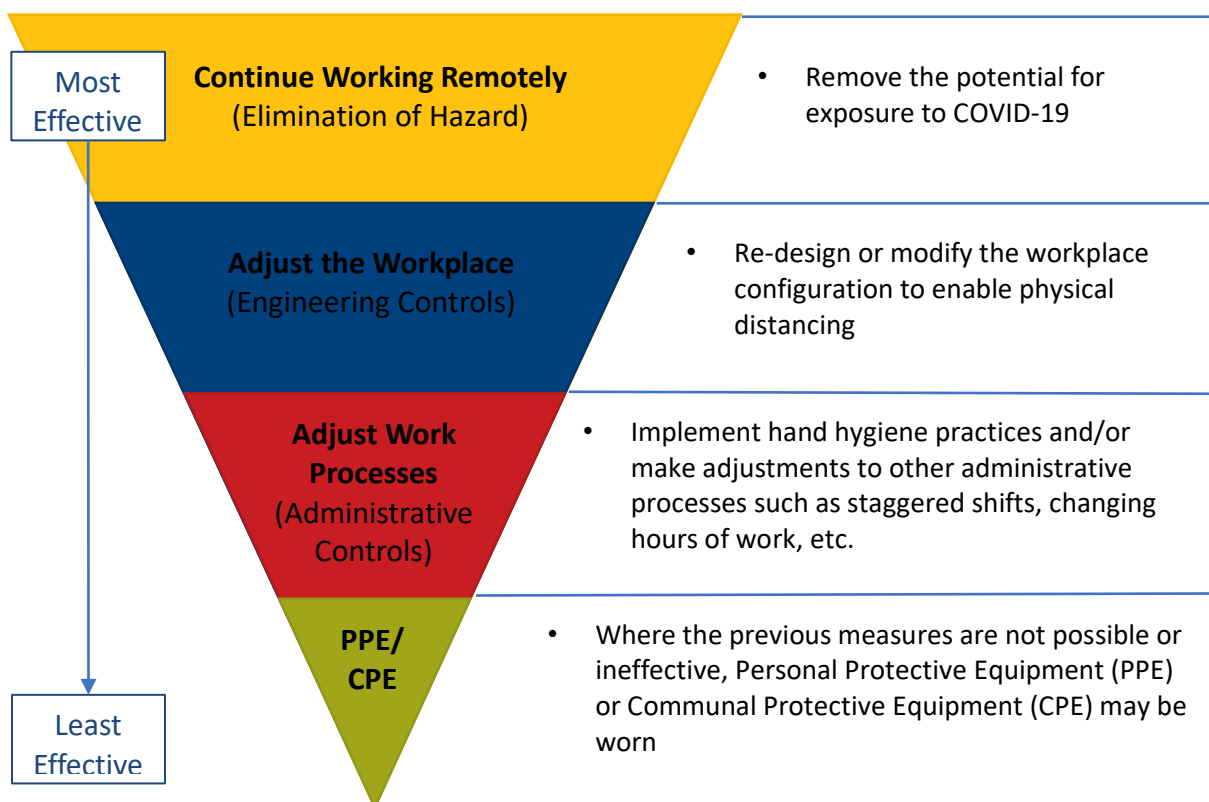 Most
Effective
Continue Working Remotely
(Elimination of Hazard)
• Remove the potential for
exposure to COVID-19
Adjust the Workplace
(Engineering Controls)
• Re-design or modify the workplace
configuration to enable physical
distancing
Adjust Work
Processes
(Administrative
Controls)
• Implement hand hygiene practices and/or
make adjustments to other administrative
processes such as staggered shifts, changing
hours of work, etc.
PPE/
CPE
• Where the previous measures are not possible or
ineffective, Personal Protective Equipment (PPE)
or Communal Protective Equipment (CPE) may be
worn
Least
Effective